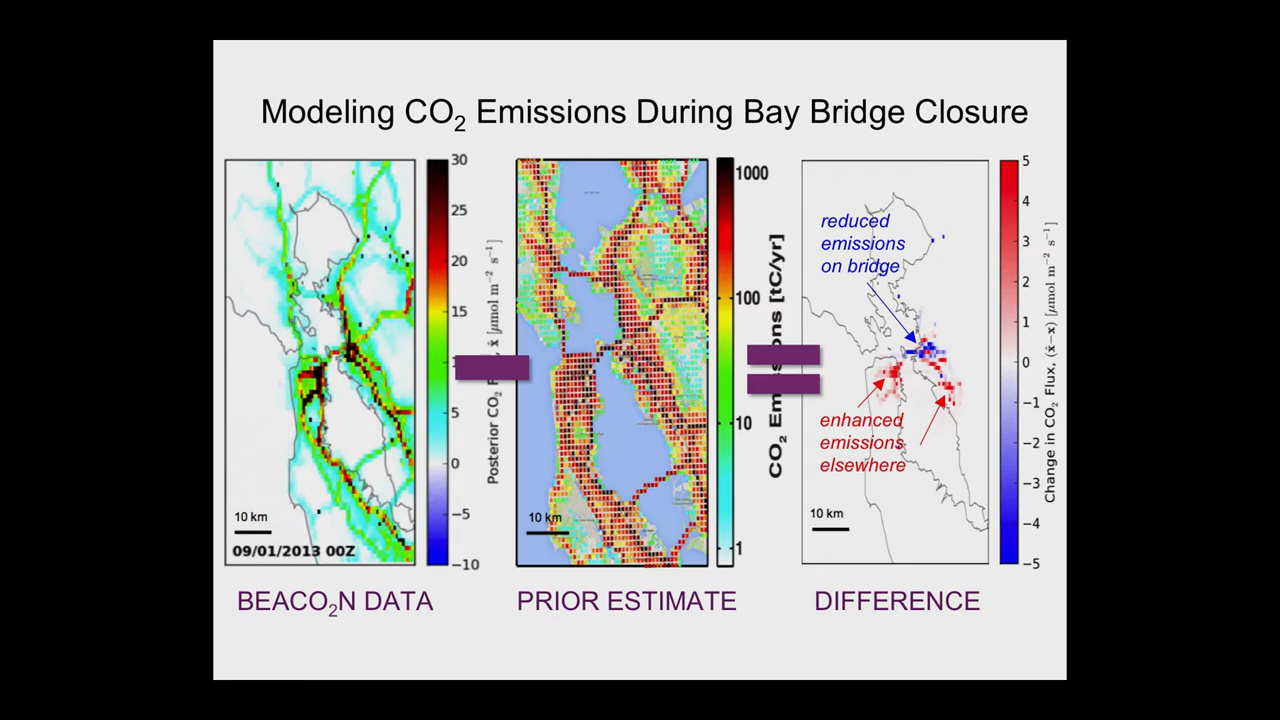 Modeling CO2 Emissions During Bay Bridge Closure
30
25
20
15
5
0
−5
−10
Posterior CO2 F x̂ [μmol m−2 s−1]
10 km
09/01/2013 00Z
BEACO2N DATA
1000
100
10
1
CO2 Em ons [tC/yr]
10 km
PRIOR ESTIMATE
reduced
emissions
on bridge
enhanced
emissions
elsewhere
10 km
5
4
3
2
1
0
−1
−2
−3
−4
−5
Change in CO2 Flux, (x̂−x) [μmol m−2 s−1]
DIFFERENCE